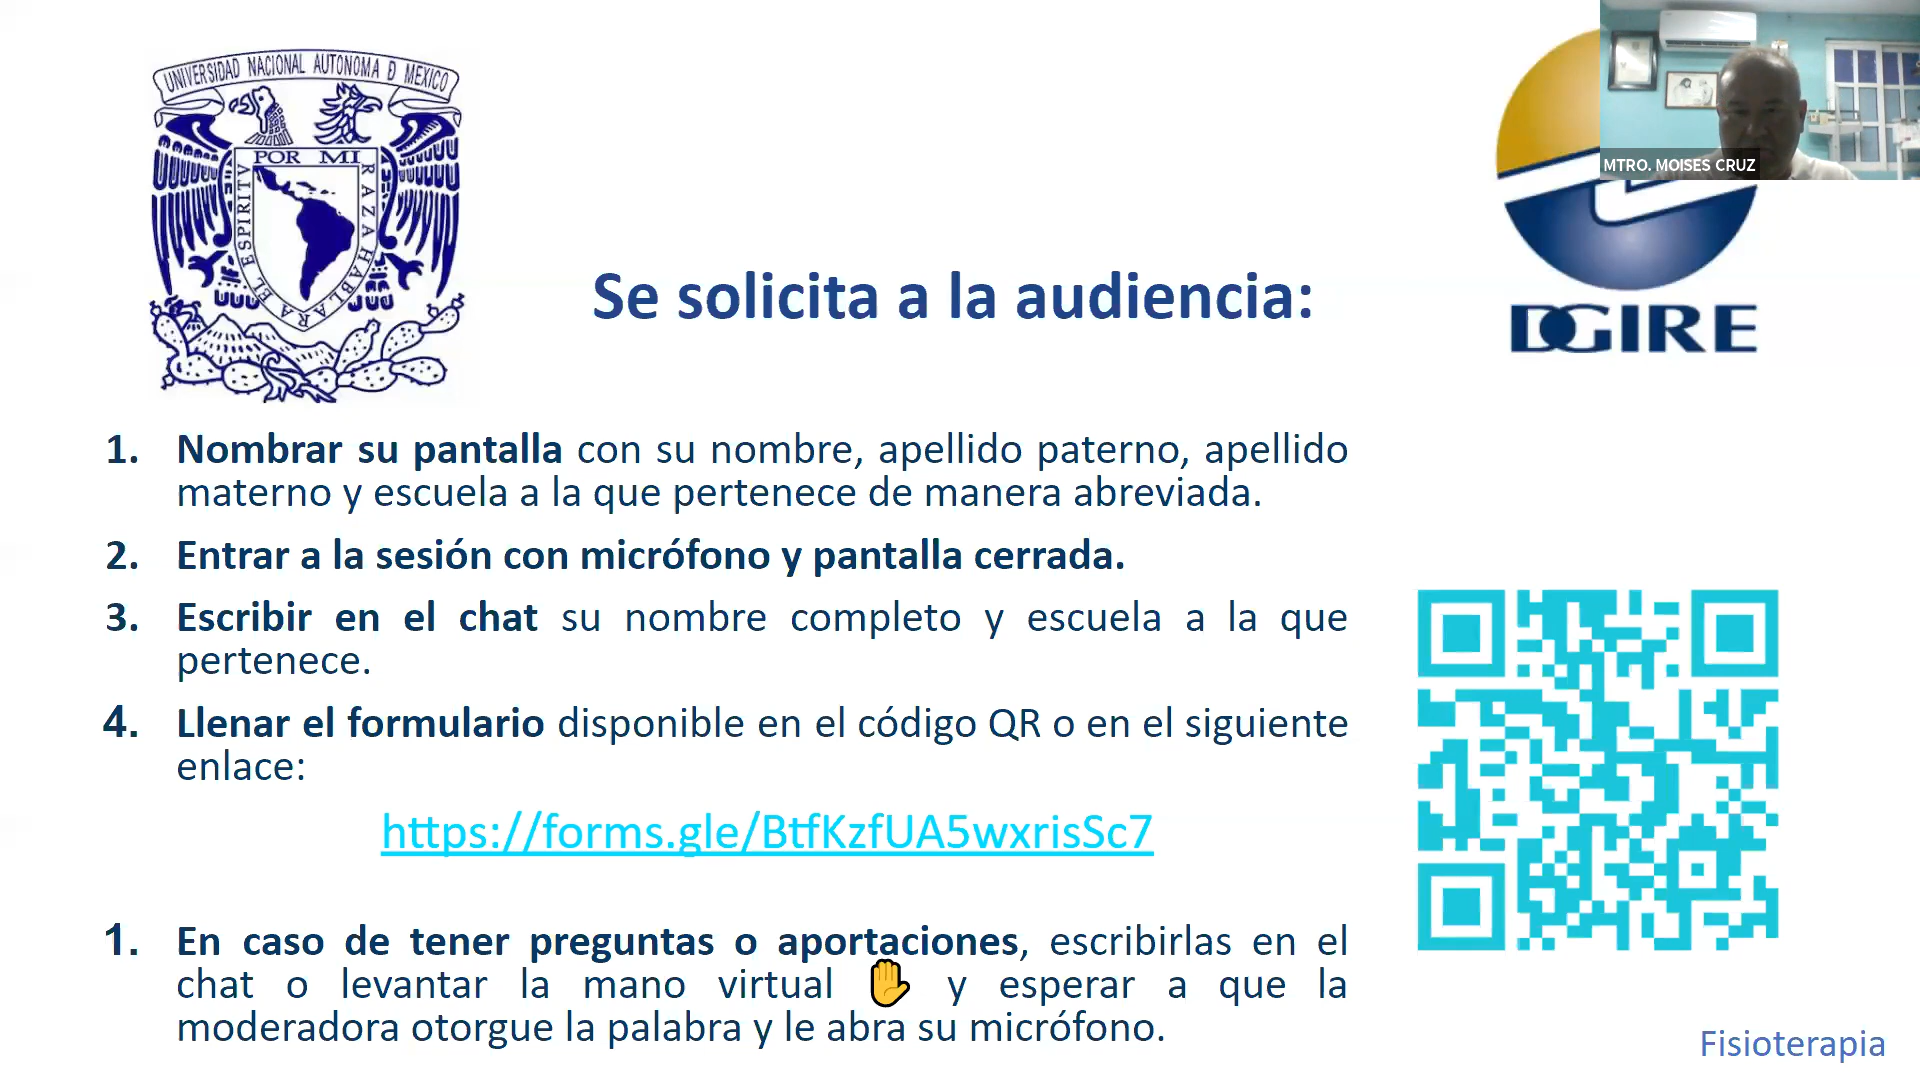 UNIVERSIDAD NACIONAL AUTONOMA D MEXICO
POR MI RAZA HABLARA EL ESPIRITV
MTRO. MOISES CRUZ
DGIRE
Se solicita a la audiencia:
1. Nombrar su pantalla con su nombre, apellido paterno, apellido
materno y escuela a la que pertenece de manera abreviada.
2. Entrar a la sesión con micrófono y pantalla cerrada.
3. Escribir en el chat su nombre completo y escuela a la que
pertenece.
4. Llenar el formulario disponible en el código QR o en el siguiente
enlace:
https://forms.gle/BtfKzfUA5wxrisSc7
1. En caso de tener preguntas o aportaciones, escribirlas en el
chat o levantar la mano virtual ✋ y esperar a que la
moderadora otorgue la palabra y le abra su micrófono.
Fisioterapia